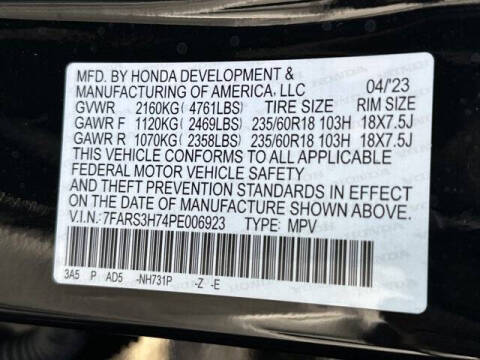 MFD. BY HONDA DEVELOPMENT &
MANUFACTURING OF AMERICA, LLC 04/23
GVWR 2160KG( 4761LBS) TIRE SIZE RIM SIZE
GAWR F 1120KG( 2469LBS) 235/60R18 103H 18X7.5J
GAWR R 1070KG( 2358LBS) 235/60R18 103H 18X7.5J
THIS VEHICLE CONFORMS TO ALL APPLICABLE
FEDERAL MOTOR VEHICLE SAFETY
AND THEFT PREVENTION STANDARDS IN EFFECT
ON THE DATE OF MANUFACTURE SHOWN ABOVE.
V.I.N: 7FARS3H74PE006923 TYPE: MPV
3A5 P AD5 -NH731P -Z -E